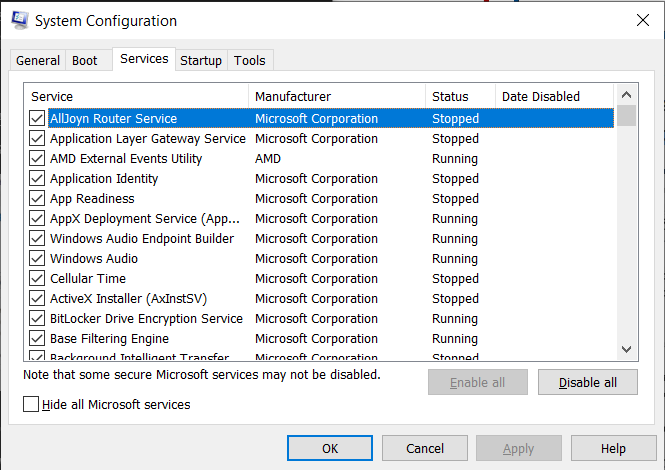 System Configuration
General Boot Services Startup Tools
Service Manufacturer Status Date Disabled
AllJoyn Router Service Microsoft Corporation Stopped
Application Layer Gateway Service Microsoft Corporation Stopped
AMD External Events Utility AMD Running
Application Identity Microsoft Corporation Stopped
App Readiness Microsoft Corporation Stopped
AppX Deployment Service (App... Microsoft Corporation Running
Windows Audio Endpoint Builder Microsoft Corporation Running
Windows Audio Microsoft Corporation Running
Cellular Time Microsoft Corporation Stopped
ActiveX Installer (AxInstSV) Microsoft Corporation Stopped
BitLocker Drive Encryption Service Microsoft Corporation Running
Base Filtering Engine Microsoft Corporation Running
Background Intelligent Transfer Microsoft Corporation Stopped
Note that some secure Microsoft services may not be disabled.
Enable all Disable all
Hide all Microsoft services
OK Cancel Apply Help